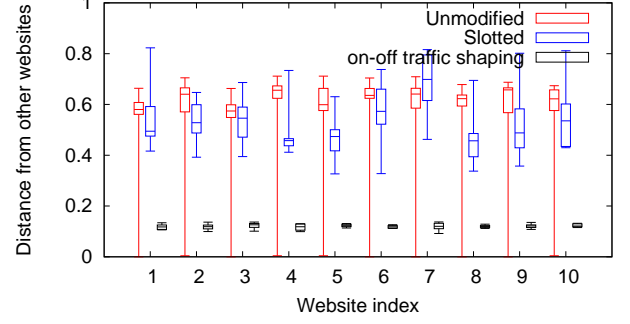 1
0.8
0.6
0.4
0.2
0
Distance from other websites
Unmodified
Slotted
on-off traffic shaping
1 2 3 4 5 6 7 8 9 10
Website index